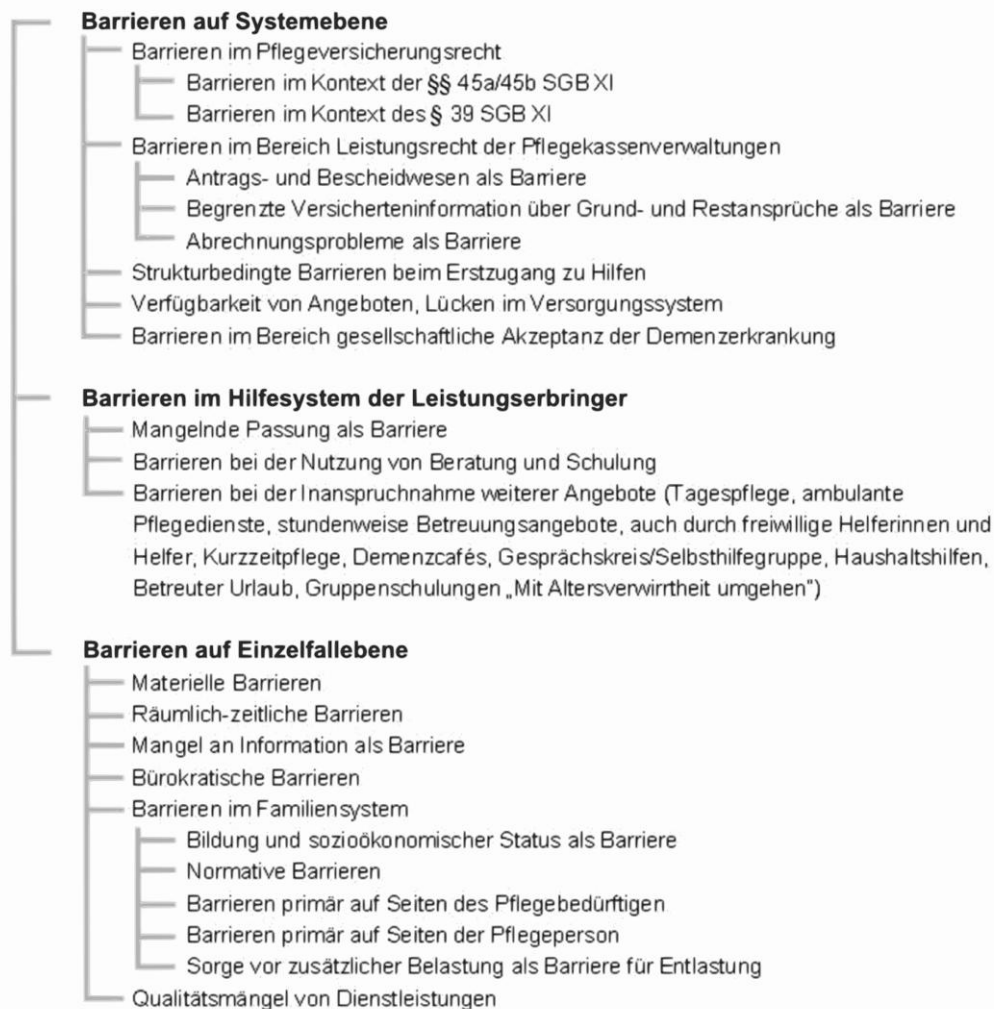 Barrieren auf Systemebene
Barrieren im Pflegeversicherungsrecht
Barrieren im Kontext der §§ 45a/45b SGB XI
Barrieren im Kontext des § 39 SGB XI
Barrieren im Bereich Leistungsrecht der Pflegekassenverwaltungen
Antrags- und Bescheidwesen als Barriere
Begrenzte Versicherteninformation über Grund- und Restansprüche als Barriere
Abrechnungsprobleme als Barriere
Strukturbedingte Barrieren beim Erstzugang zu Hilfen
Verfügbarkeit von Angeboten, Lücken im Versorgungssystem
Barrieren im Bereich gesellschaftliche Akzeptanz der Demenzerkrankung
Barrieren im Hilfesystem der Leistungserbringer
Mangelnde Passung als Barriere
Barrieren bei der Nutzung von Beratung und Schulung
Barrieren bei der Inanspruchnahme weiterer Angebote (Tagespflege, ambulante
Pflegedienste, stundenweise Betreuungsangebote, auch durch freiwillige Helferinnen und
Helfer, Kurzzeitpflege, Demenzcafés, Gesprächskreis/Selbsthilfegruppe, Haushaltshilfen,
Betreuter Urlaub, Gruppenschulungen „Mit Altersverwirrtheit umgehen")
Barrieren auf Einzelfallebene
Materielle Barrieren
Räumlich-zeitliche Barrieren
Mangel an Information als Barriere
Bürokratische Barrieren
Barrieren im Familiensystem
Bildung und sozioökonomischer Status als Barriere
Normative Barrieren
Barrieren primär auf Seiten des Pflegebedürftigen
Barrieren primär auf Seiten der Pflegeperson
Sorge vor zusätzlicher Belastung als Barriere für Entlastung
Qualitätsmängel von Dienstleistungen